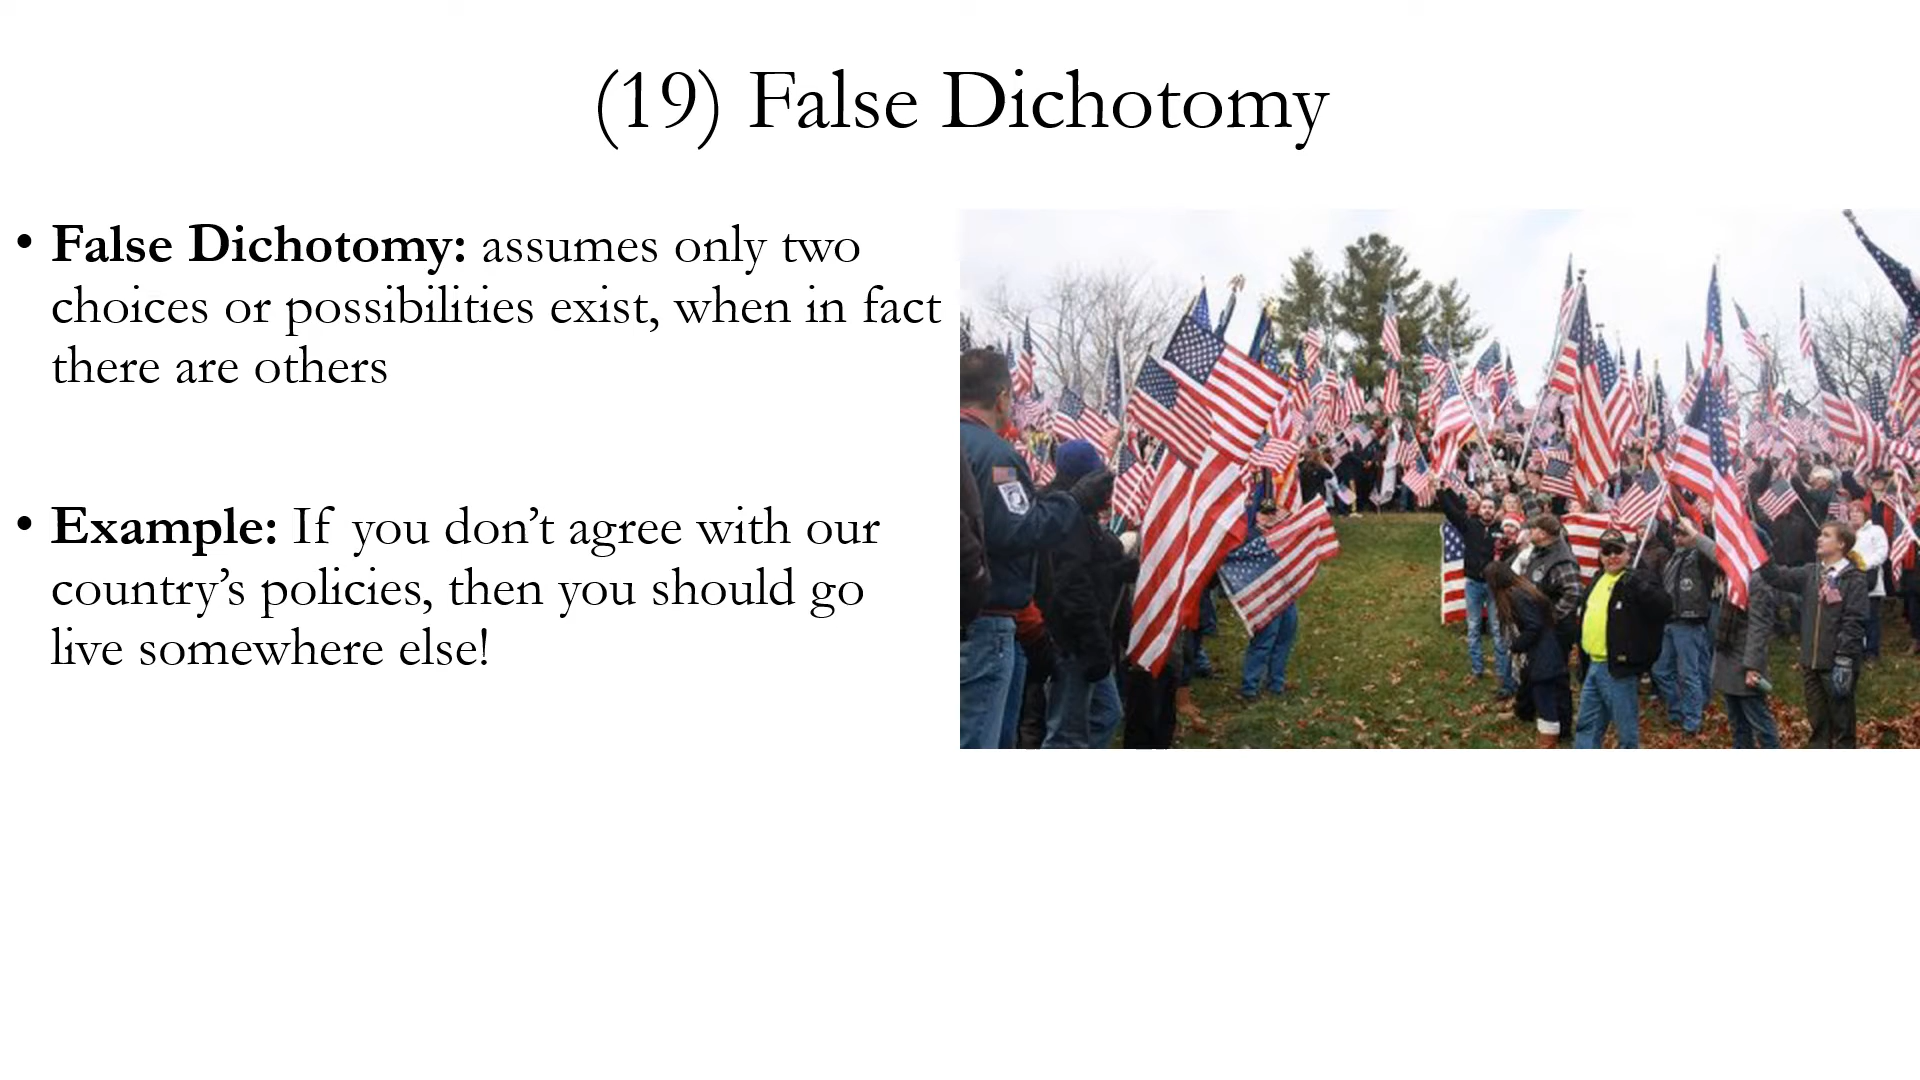 (19) False Dichotomy
• False Dichotomy: assumes only two
choices or possibilities exist, when in fact
there are others
• Example: If you don’t agree with our
country’s policies, then you should go
live somewhere else!